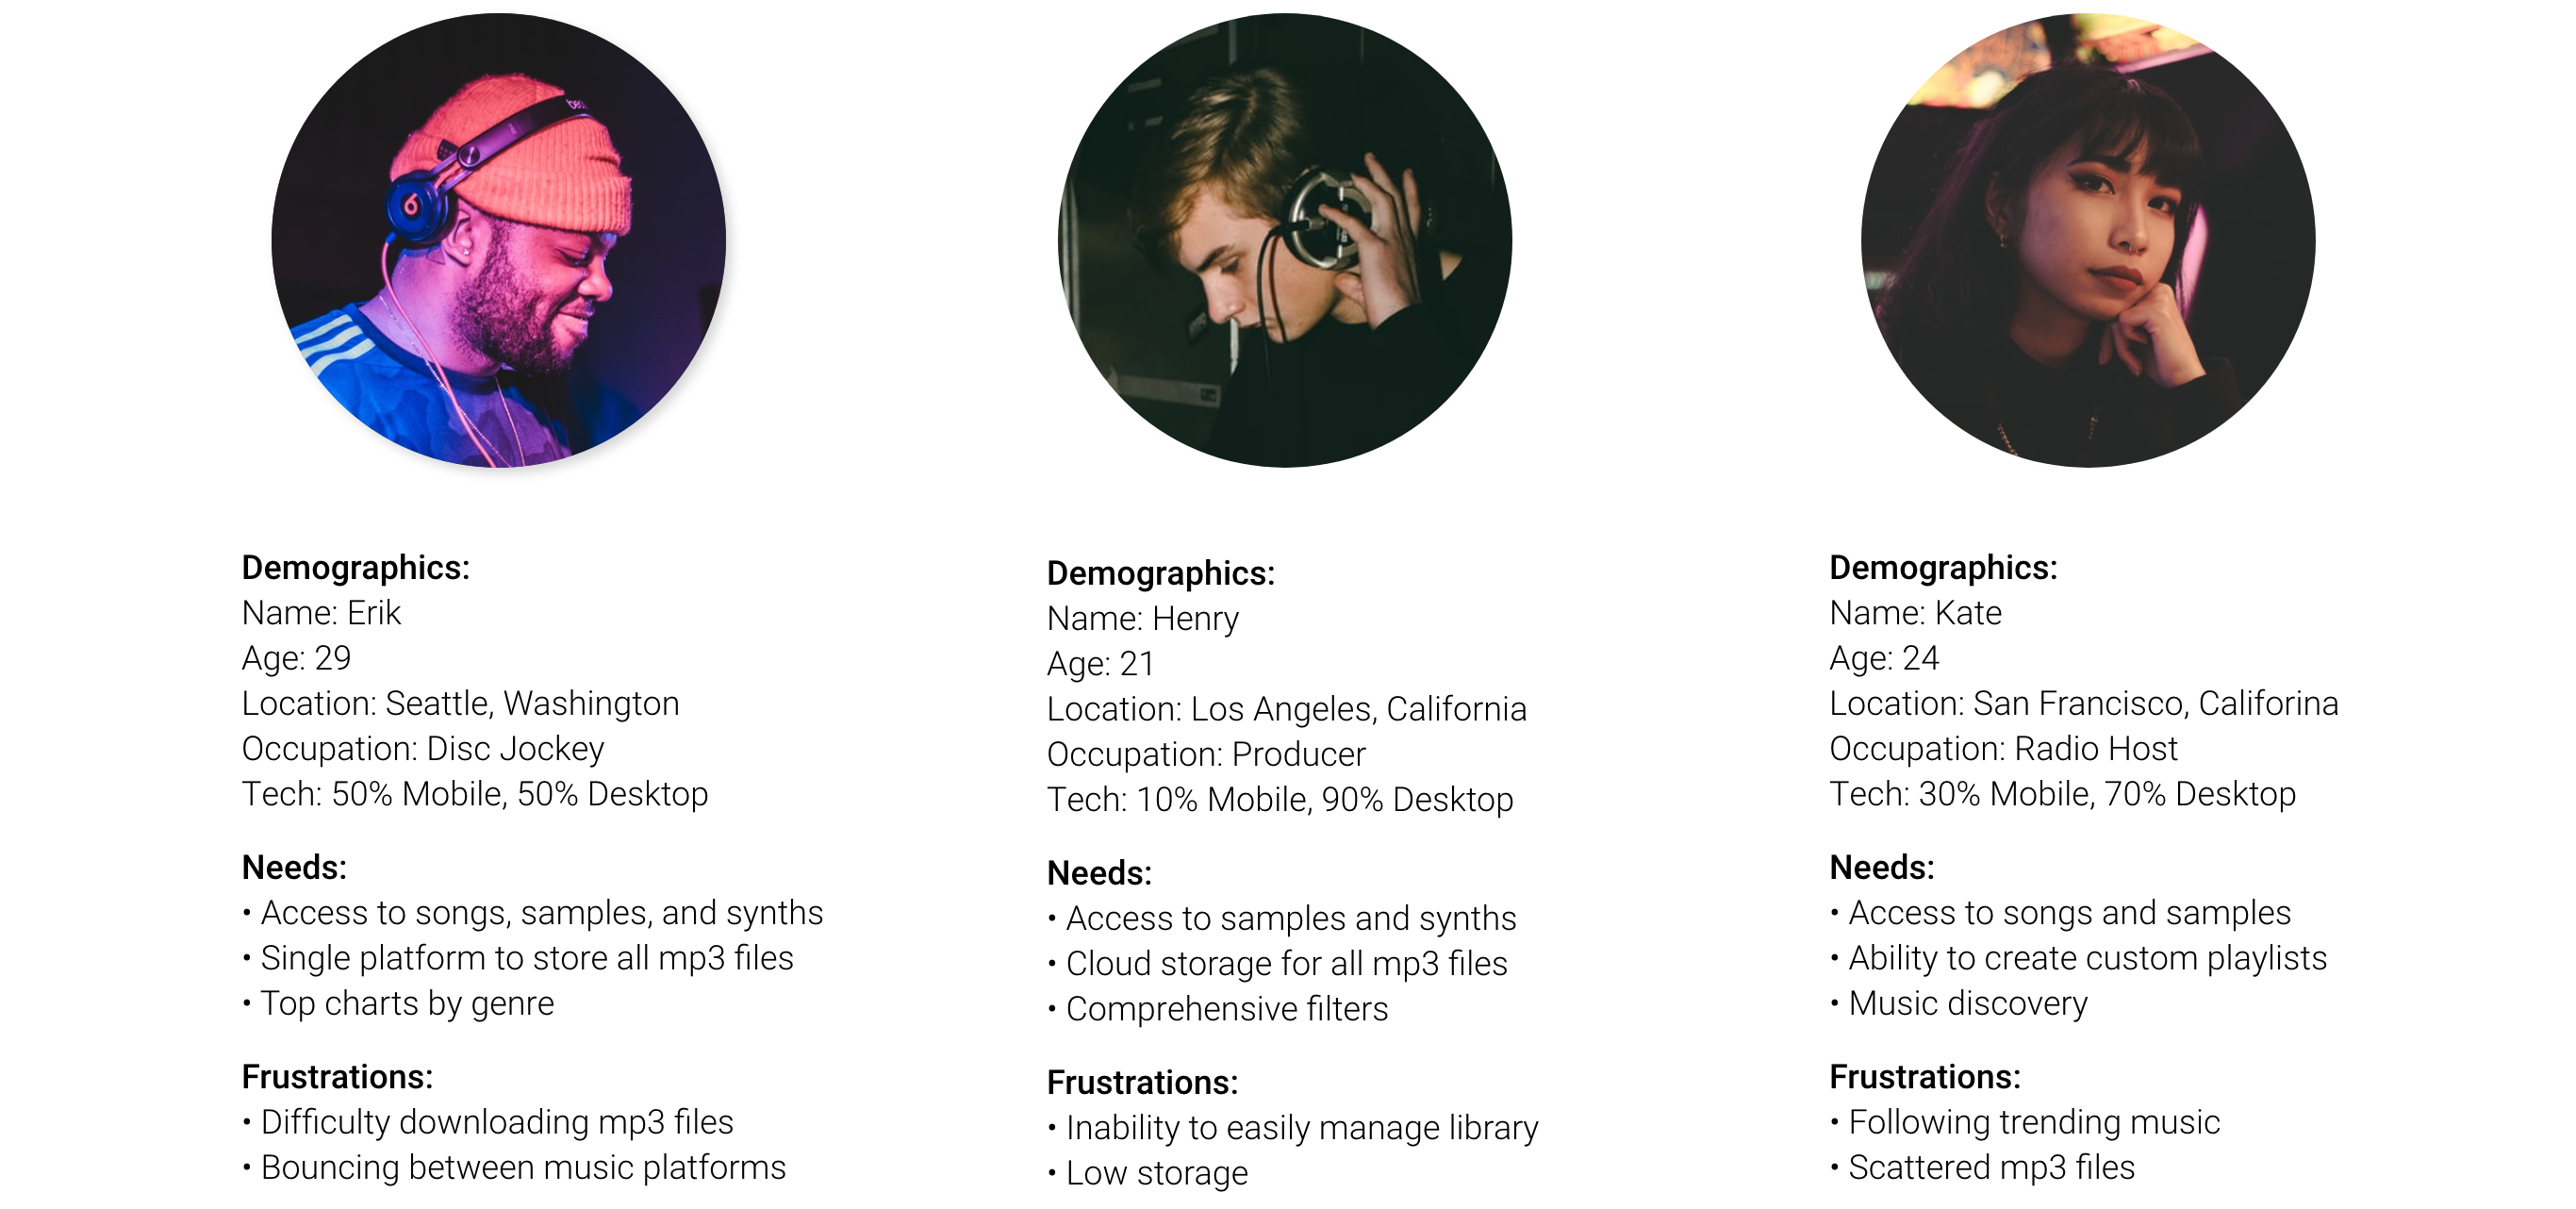 Demographics:
Name: Erik
Age: 29
Location: Seattle, Washington
Occupation: Disc Jockey
Tech: 50% Mobile, 50% Desktop
Needs:
• Access to songs, samples, and synths
• Single platform to store all mp3 files
• Top charts by genre
Frustrations:
• Difficulty downloading mp3 files
• Bouncing between music platforms
Demographics:
Name: Henry
Age: 21
Location: Los Angeles, California
Occupation: Producer
Tech: 10% Mobile, 90% Desktop
Needs:
• Access to samples and synths
• Cloud storage for all mp3 files
• Comprehensive filters
Frustrations:
• Inability to easily manage library
• Low storage
Demographics:
Name: Kate
Age: 24
Location: San Francisco, Califorina
Occupation: Radio Host
Tech: 30% Mobile, 70% Desktop
Needs:
• Access to songs and samples
• Ability to create custom playlists
• Music discovery
Frustrations:
• Following trending music
• Scattered mp3 files